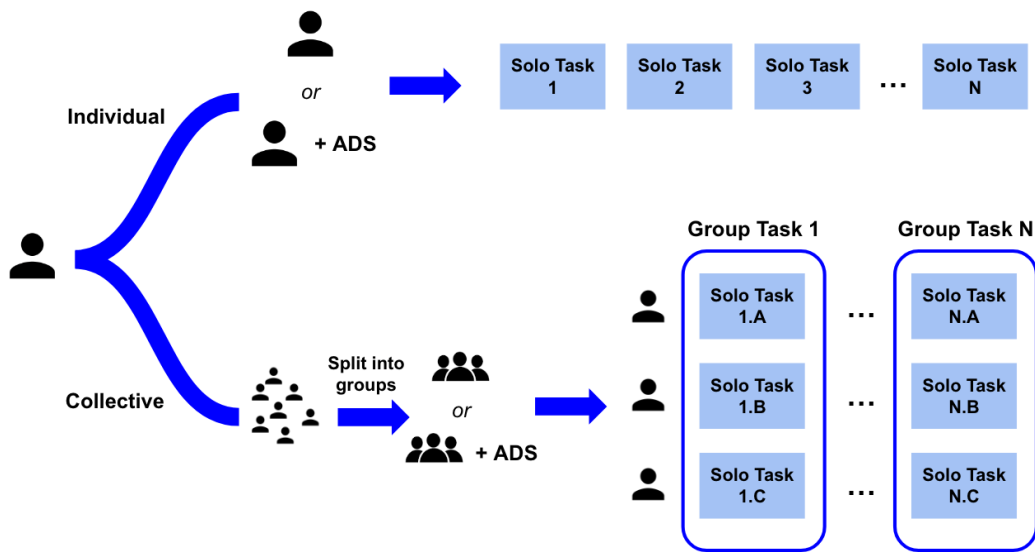 Individual
or
+ ADS
Solo Task
1
Solo Task
2
Solo Task
3
...
Solo Task
N
Collective
Split into
groups
or
+ ADS
Group Task 1
Group Task N
Solo Task
1.A
...
Solo Task
N.A
Solo Task
1.B
...
Solo Task
N.B
Solo Task
1.C
...
Solo Task
N.C